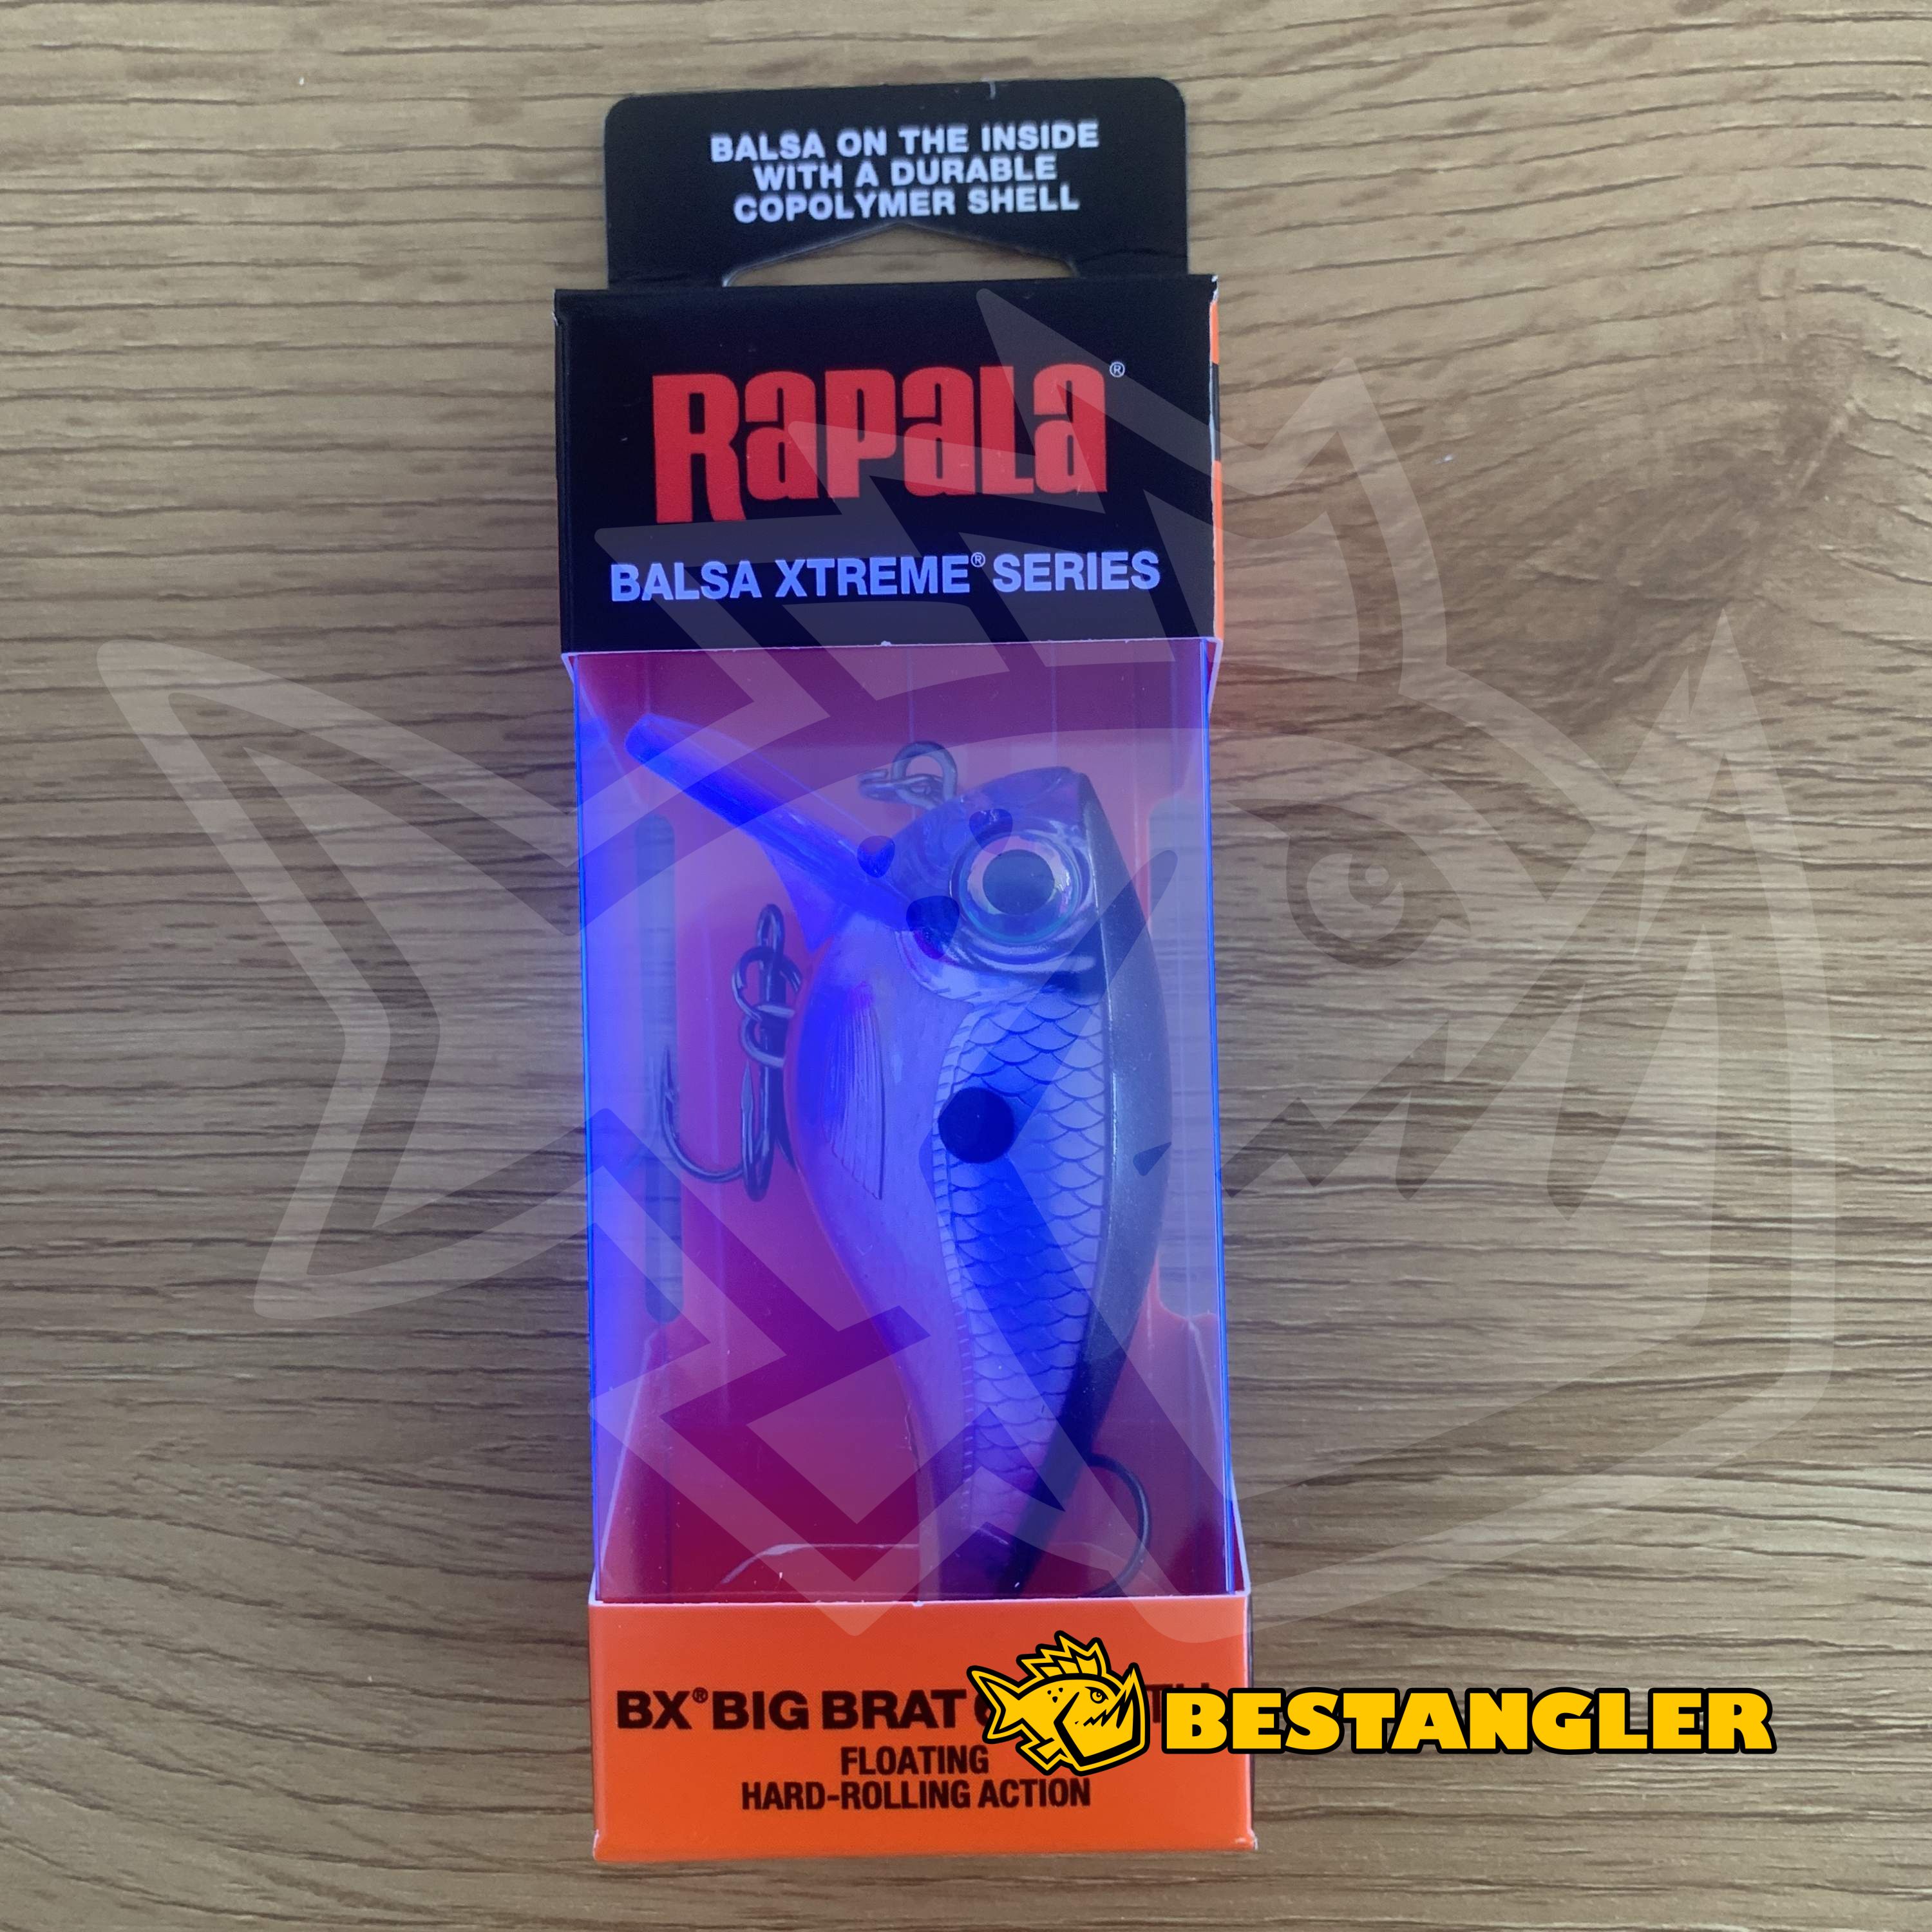 BALSA ON THE INSIDE
WITH A DURABLE
COPOLYMER SHELL
Rapala®
BALSA XTREME® SERIES
BX® BIG BRAT
FLOATING
HARD-ROLLING ACTION
BESTANGLER